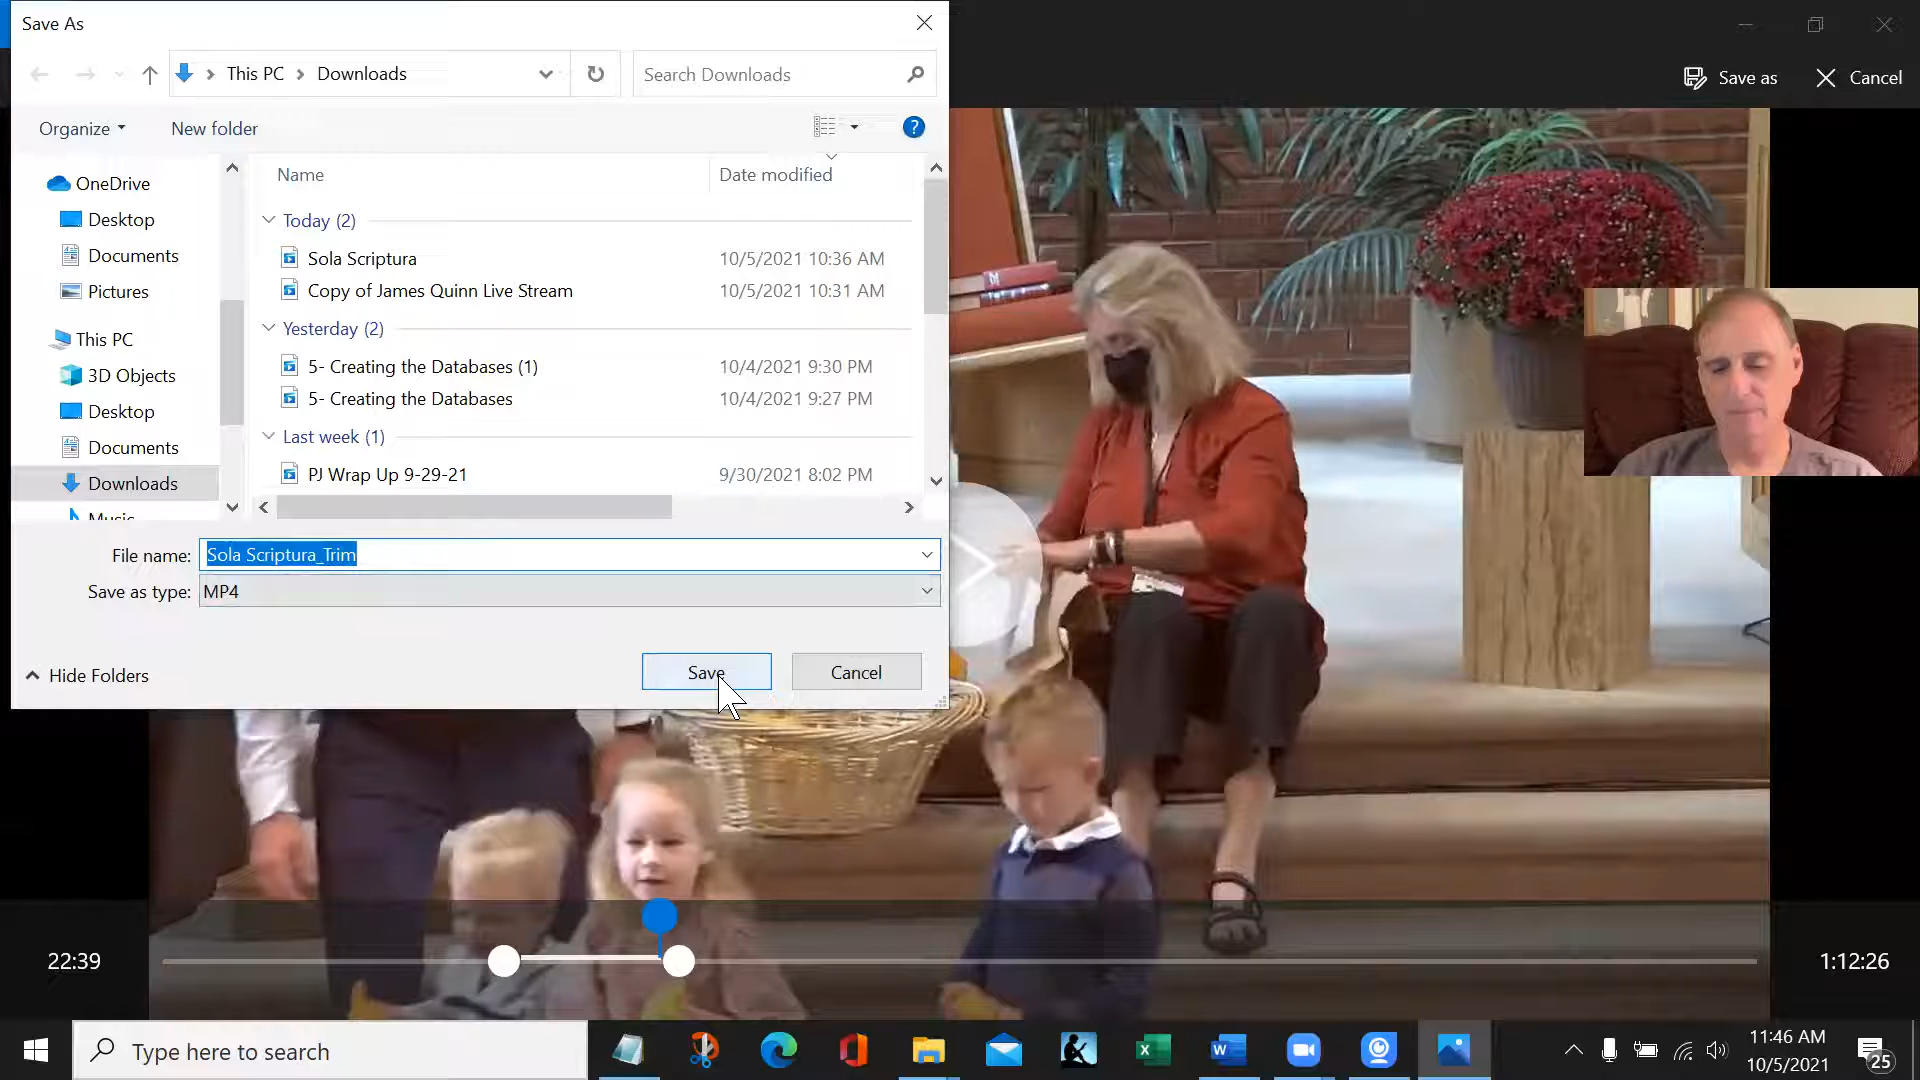 Save As
This PC > Downloads
Search Downloads
Save as
Cancel
Organize
New folder
?
OneDrive
Desktop
Documents
Pictures
This PC
3D Objects
Desktop
Documents
Downloads
Music
Name
Date modified
Today (2)
Sola Scriptura 10/5/2021 10:36 AM
Copy of James Quinn Live Stream 10/5/2021 10:31 AM
Yesterday (2)
5- Creating the Databases (1) 10/4/2021 9:30 PM
5- Creating the Databases 10/4/2021 9:27 PM
Last week (1)
PJ Wrap Up 9-29-21 9/30/2021 8:02 PM
File name: Sola Scriptura_Trim
Save as type: MP4
Hide Folders
Save
Cancel
22:39
1:12:26
Type here to search
11:46 AM
10/5/2021
25